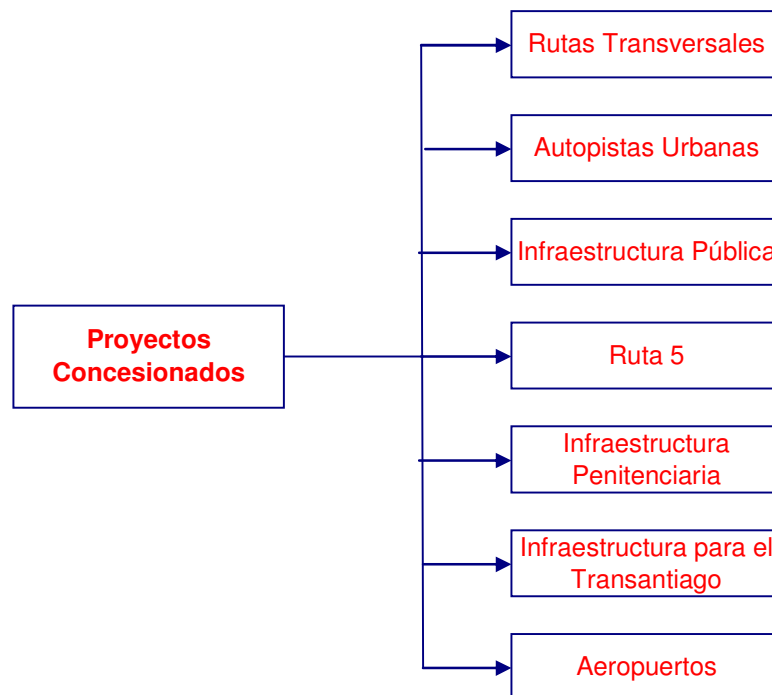 Rutas Transversales
Autopistas Urbanas
Infraestructura Pública
Proyectos
Concesionados
Ruta 5
Infraestructura
Penitenciaria
Infraestructura para el
Transantiago
Aeropuertos